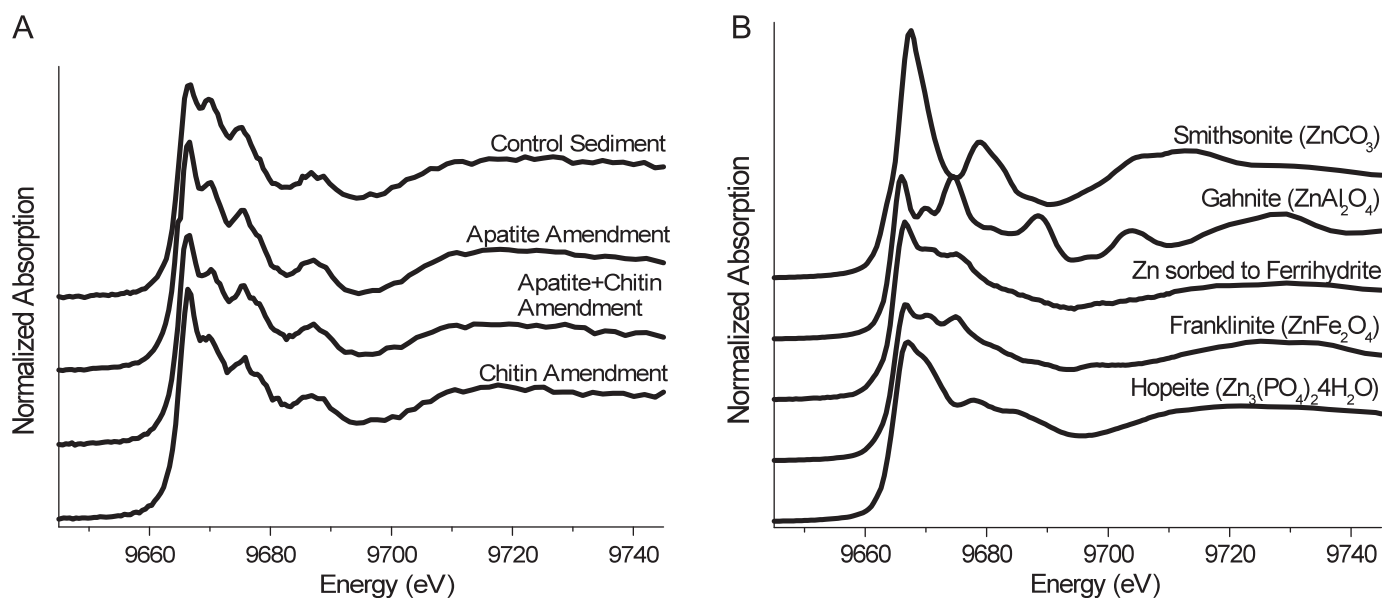 A
Normalized Absorption
Control Sediment
Apatite Amendment
Apatite+Chitin
Amendment
Chitin Amendment
9660 9680 9700 9720 9740
Energy (eV)
B
Normalized Absorption
Smithsonite (ZnCO₃)
Gahnite (ZnAl₂O₄)
Zn sorbed to Ferrihydrite
Franklinite (ZnFe₂O₄)
Hopeite (Zn₃(PO₄)₂4H₂O)
9660 9680 9700 9720 9740
Energy (eV)